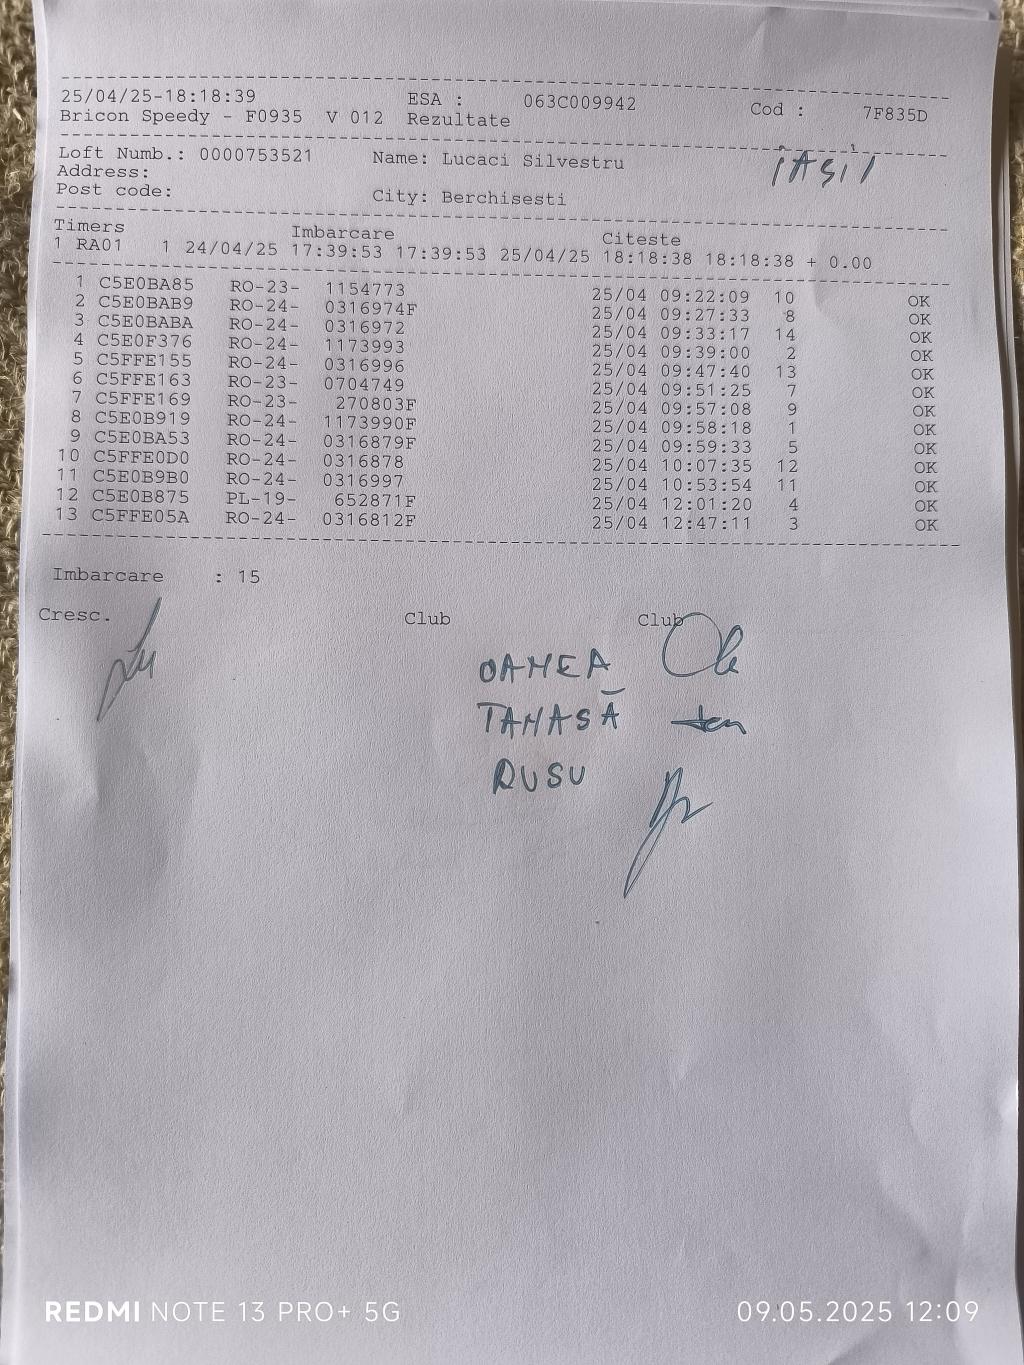 25/04/25-18:18:39 ESA : 063C009942 Cod : 7F835D
Bricon Speedy - F0935 V 012 Rezultate
Loft Numb.: 0000753521 Name: Lucaci Silvestru IAȘI 1
Address:
Post code: City: Berchisesti
Timers Imbarcare Citeste
1 RA01 1 24/04/25 17:39:53 17:39:53 25/04/25 18:18:38 18:18:38 + 0.00
1 C5E0BA85 RO-23- 1154773 25/04 09:22:09 10 OK
2 C5E0BAB9 RO-24- 0316974F 25/04 09:27:33 8 OK
3 C5E0BABA RO-24- 0316972 25/04 09:33:17 14 OK
4 C5E0F376 RO-24- 1173993 25/04 09:39:00 2 OK
5 C5FFE155 RO-24- 0316996 25/04 09:47:40 13 OK
6 C5FFE163 RO-23- 0704749 25/04 09:51:25 7 OK
7 C5FFE169 RO-23- 270803F 25/04 09:57:08 9 OK
8 C5E0B919 RO-24- 1173990F 25/04 09:58:18 1 OK
9 C5E0BA53 RO-24- 0316879F 25/04 09:59:33 5 OK
10 C5FFE0D0 RO-24- 0316878 25/04 10:07:35 12 OK
11 C5E0B9B0 RO-24- 0316997 25/04 10:53:54 11 OK
12 C5E0B875 PL-19- 652871F 25/04 12:01:20 4 OK
13 C5FFE05A RO-24- 0316812F 25/04 12:47:11 3 OK
Imbarcare : 15
Cresc. Club Club
OANEA
TANASĂ
RUSU
REDMI NOTE 13 PRO+ 5G 09.05.2025 12:09